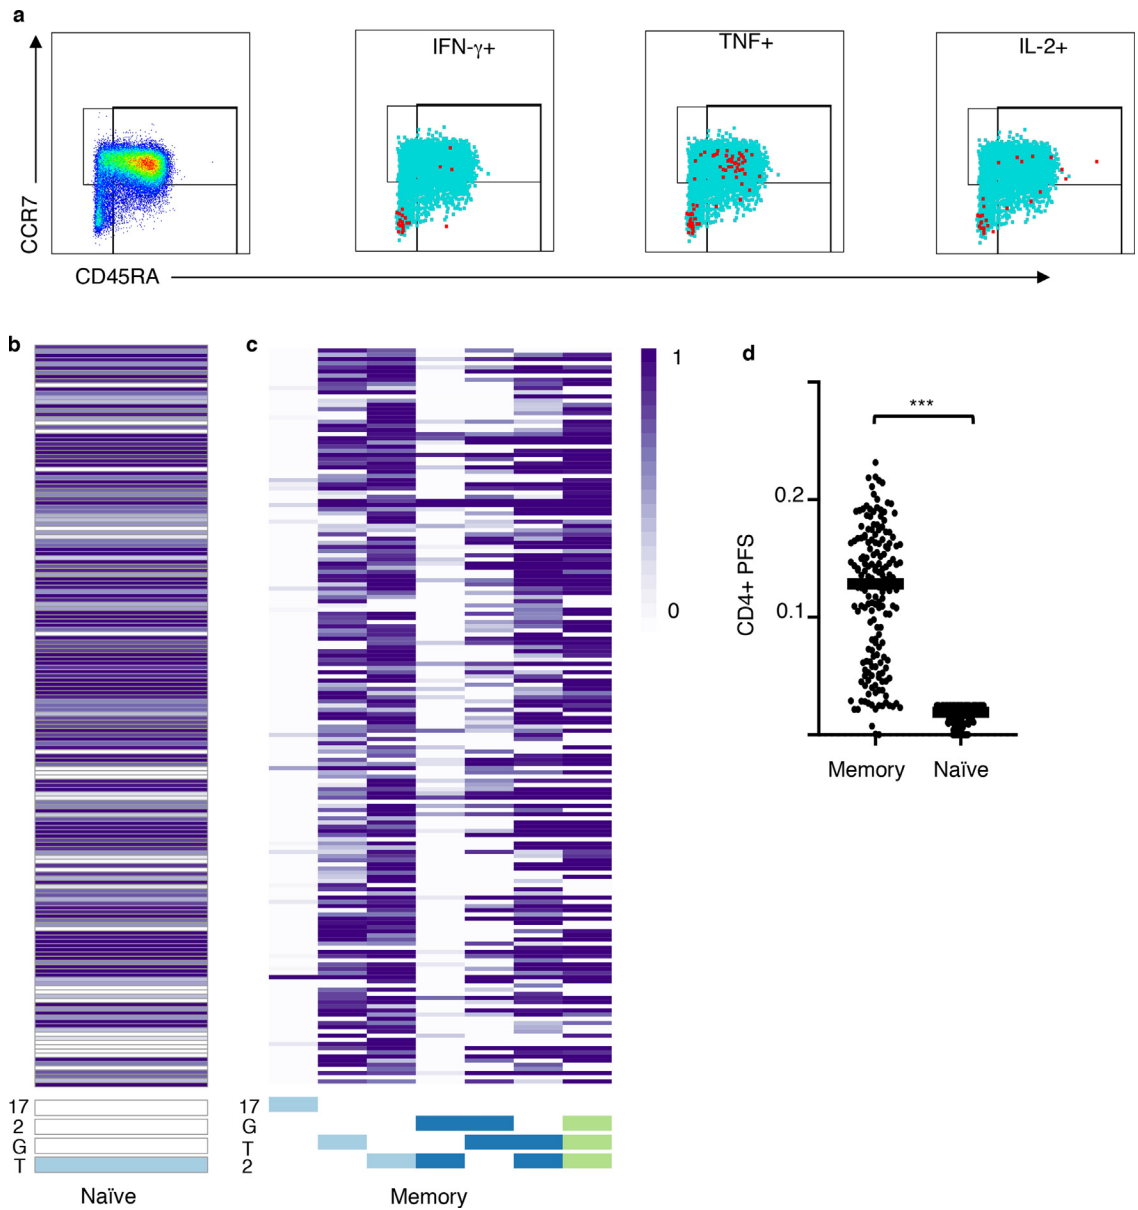 a
IFN-γ+
TNF+
IL-2+
CCR7
CD45RA
b
c
d
1
0
***
0.2
0.1
CD4+ PFS
Memory
Naïve
17
2
G
T
Naïve
17
G
T
2
Memory